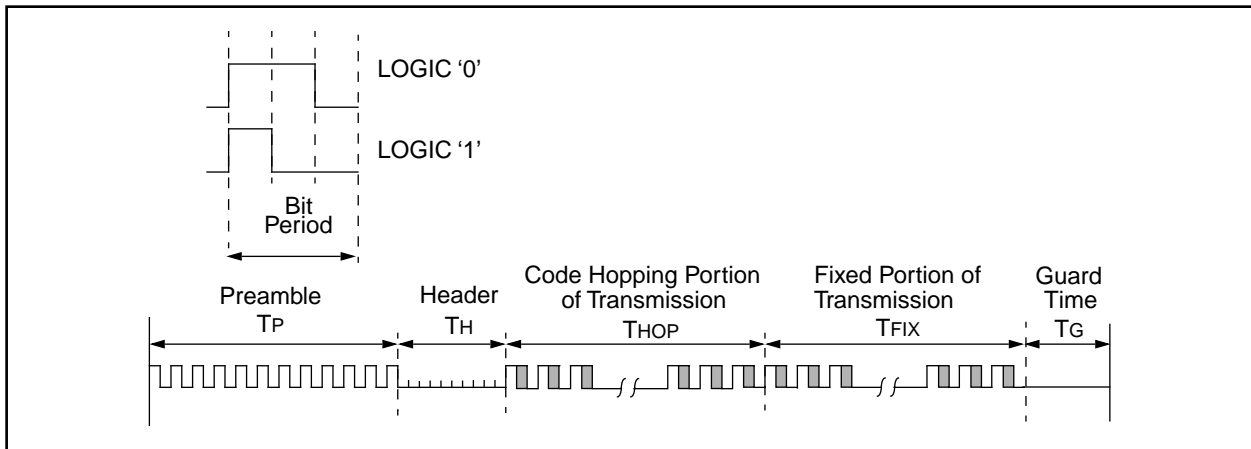 LOGIC ‘0’
LOGIC ‘1’
Bit
Period
Preamble
TP
Header
TH
Code Hopping Portion
of Transmission
THOP
Fixed Portion of
Transmission
TFIX
Guard
Time
TG